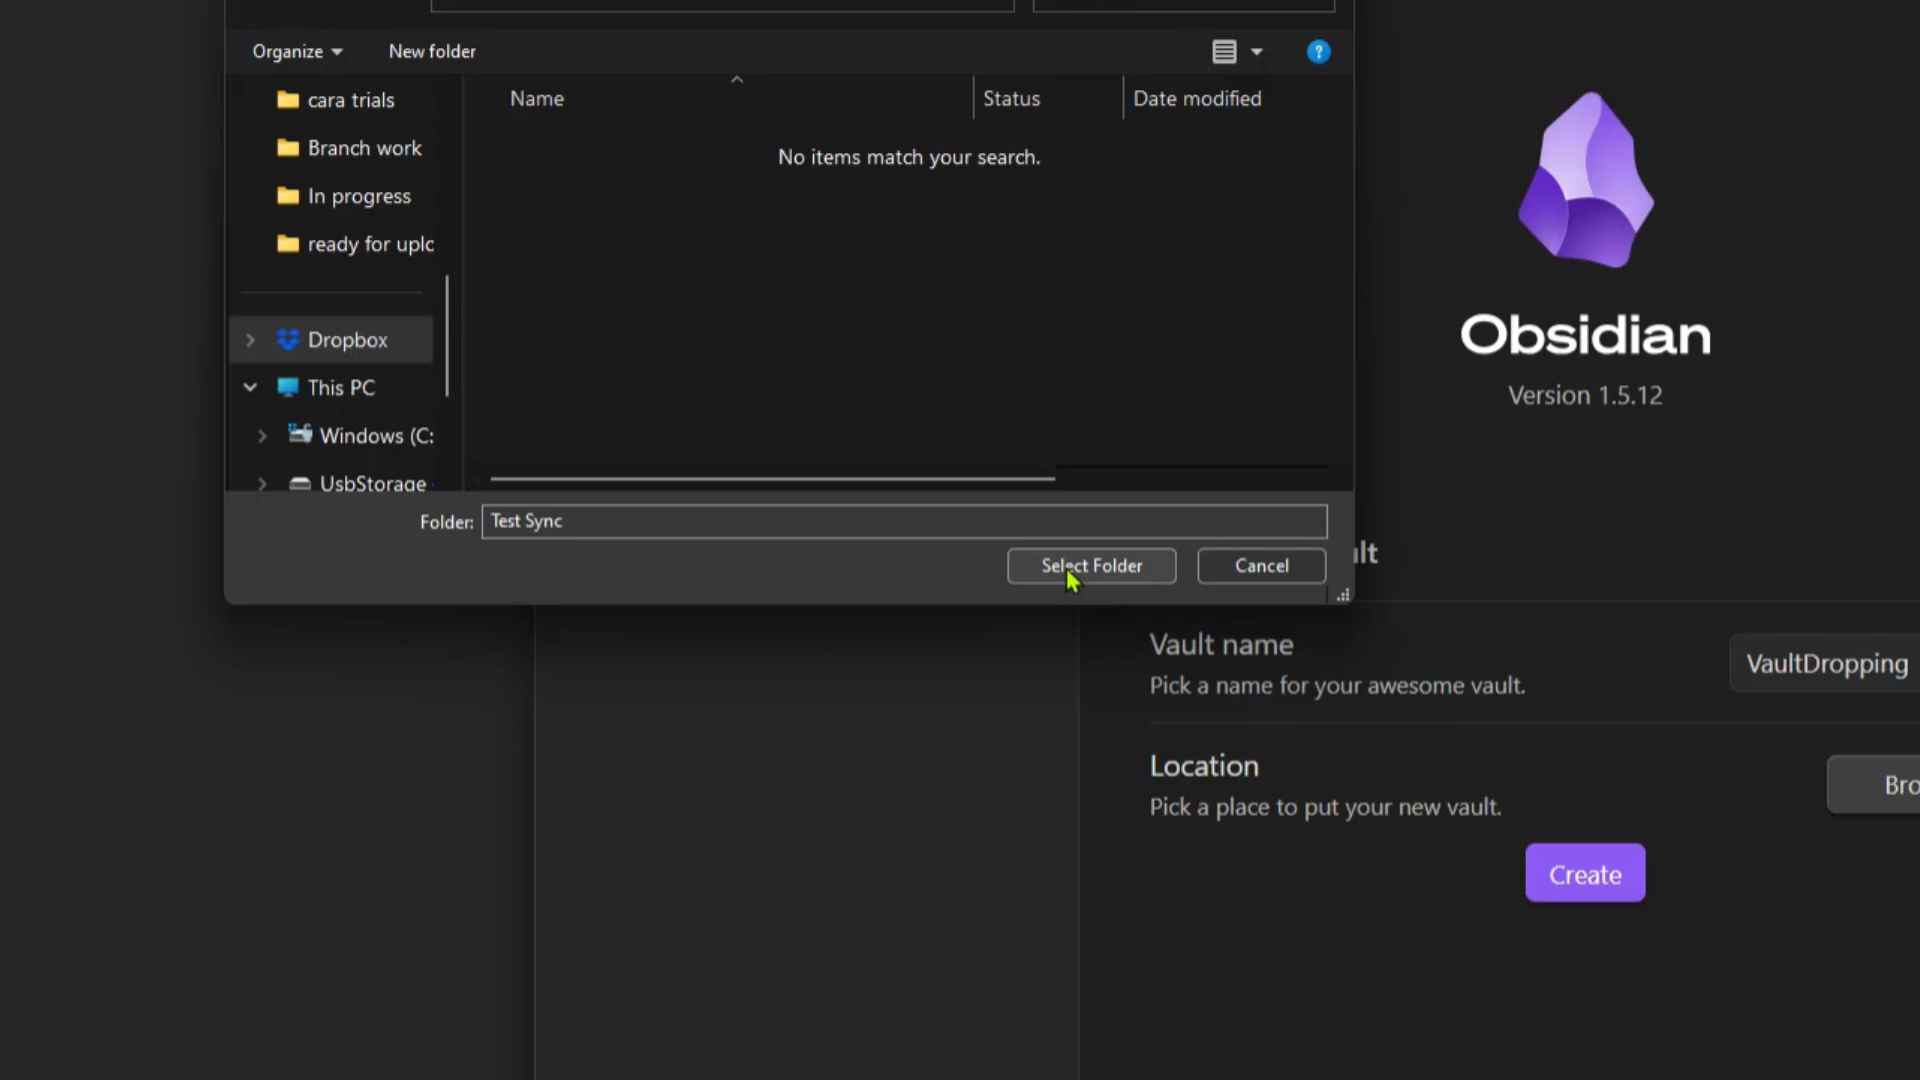 Organize
New folder
?
Name
Status
Date modified
cara trials
No items match your search.
Branch work
In progress
ready for uplo
Dropbox
This PC
Windows (C:
UsbStorage
Folder:
Test Sync
Select Folder
Cancel
Obsidian
Version 1.5.12
ult
Vault name
VaultDropping
Pick a name for your awesome vault.
Location
Bro
Pick a place to put your new vault.
Create